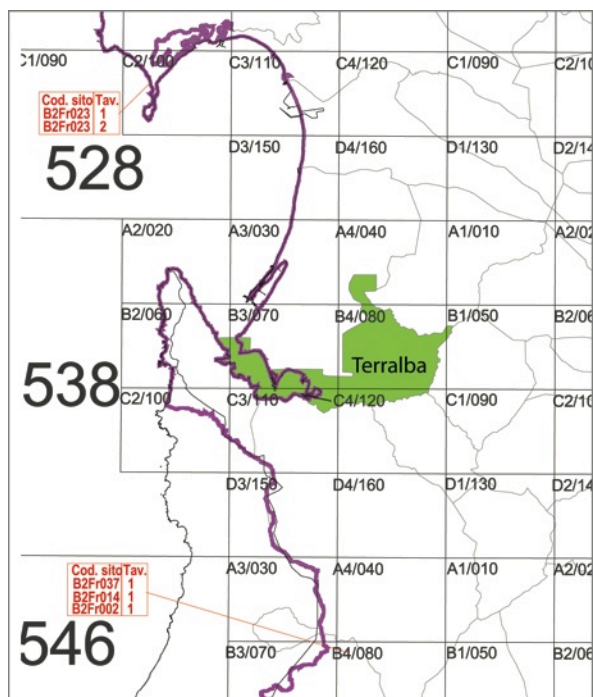 C1/090 C2/100 C3/110 C4/120 C1/090 C2/10
Cod. sito Tav.
B2Fr023 1
B2Fr023 2
D3/150 D4/160 D1/130 D2/14
528
A2/020 A3/030 A4/040 A1/010 A2/02
B2/060 B3/070 B4/080 B1/050 B2/06
Terralba
538
C2/100 C3/110 C4/120 C1/090 C2/10
D3/150 D4/160 D1/130 D2/14
A3/030 A4/040 A1/010 A2/02
Cod. sito Tav.
B2Fr037 1
B2Fr014 1
B2Fr002 1
546
B3/070 B4/080 B1/050 B2/06